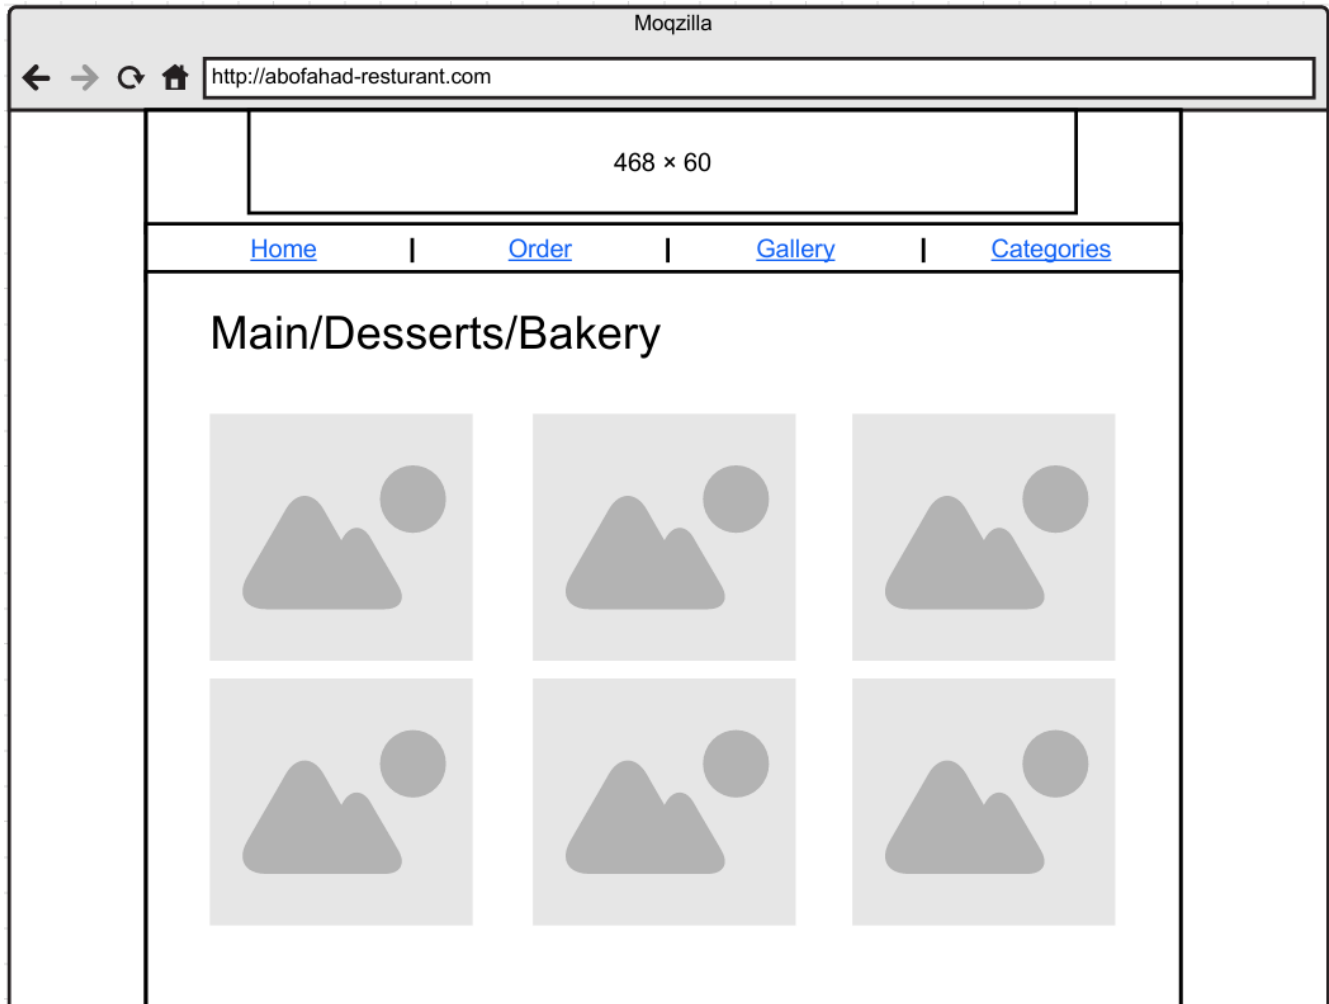 Moqzilla
http://abofahad-resturant.com
468 × 60
Home | Order | Gallery | Categories
Main/Desserts/Bakery